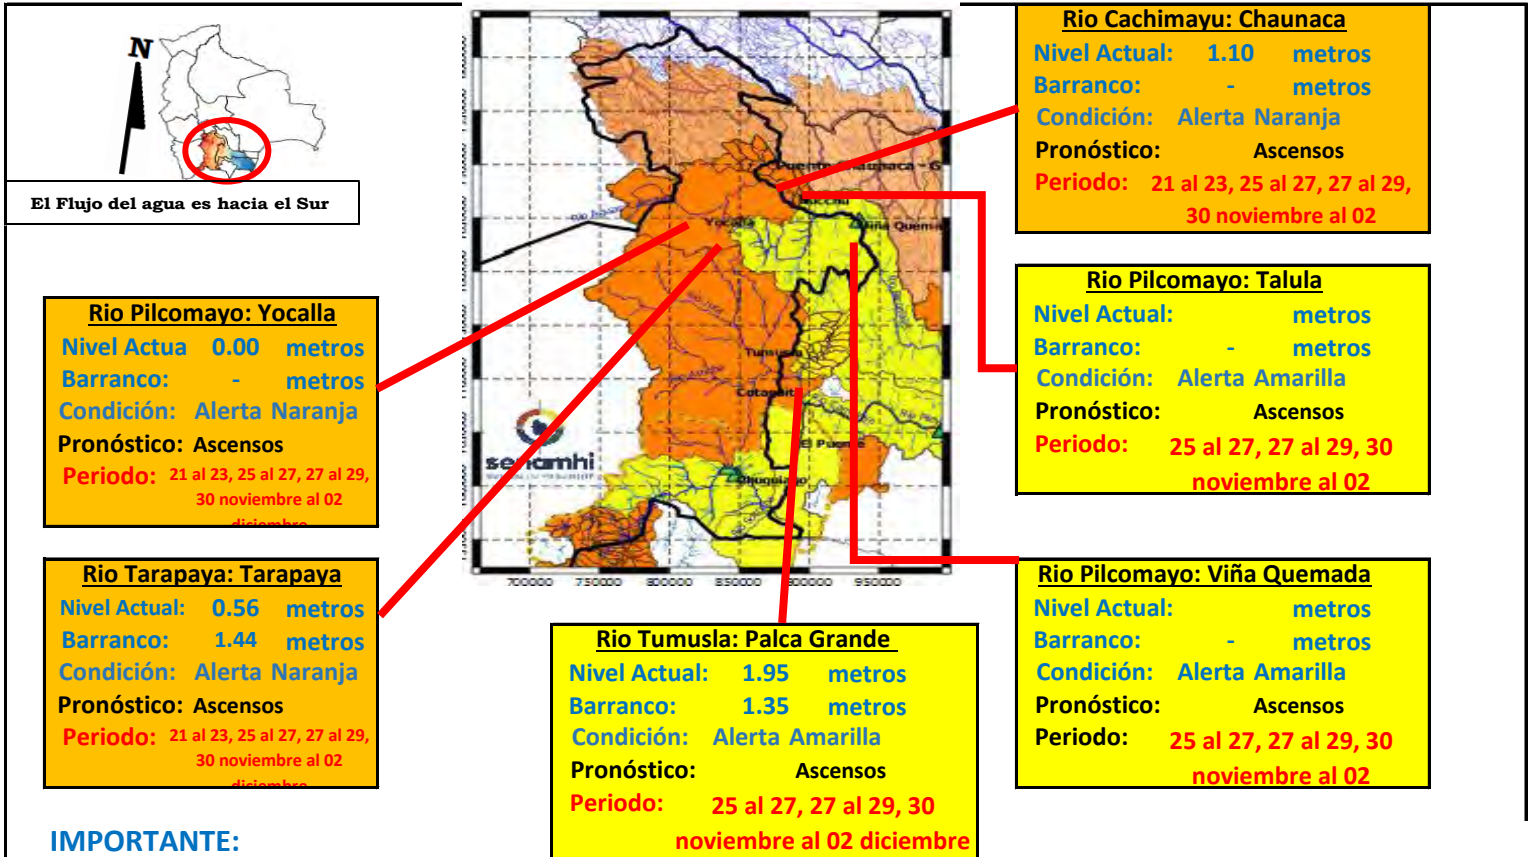 N
El Flujo del agua es hacia el Sur
Rio Pilcomayo: Yocalla
Nivel Actua 0.00 metros
Barranco: - metros
Condición: Alerta Naranja
Pronóstico: Ascensos
Periodo: 21 al 23, 25 al 27, 27 al 29,
30 noviembre al 02
diciembre
Rio Tarapaya: Tarapaya
Nivel Actual: 0.56 metros
Barranco: 1.44 metros
Condición: Alerta Naranja
Pronóstico: Ascensos
Periodo: 21 al 23, 25 al 27, 27 al 29,
30 noviembre al 02
diciembre
IMPORTANTE:
Puente Chaunaca - 6
Yocalla
Viña Quema
Tumusla
Cotagaita
El Puente
Chuquiago
senamhi
700000 750000 800000 850000 900000 950000
Rio Tumusla: Palca Grande
Nivel Actual: 1.95 metros
Barranco: 1.35 metros
Condición: Alerta Amarilla
Pronóstico: Ascensos
Periodo: 25 al 27, 27 al 29, 30
noviembre al 02 diciembre
Rio Cachimayu: Chaunaca
Nivel Actual: 1.10 metros
Barranco: - metros
Condición: Alerta Naranja
Pronóstico: Ascensos
Periodo: 21 al 23, 25 al 27, 27 al 29,
30 noviembre al 02
Rio Pilcomayo: Talula
Nivel Actual: metros
Barranco: - metros
Condición: Alerta Amarilla
Pronóstico: Ascensos
Periodo: 25 al 27, 27 al 29, 30
noviembre al 02
Rio Pilcomayo: Viña Quemada
Nivel Actual: metros
Barranco: - metros
Condición: Alerta Amarilla
Pronóstico: Ascensos
Periodo: 25 al 27, 27 al 29, 30
noviembre al 02